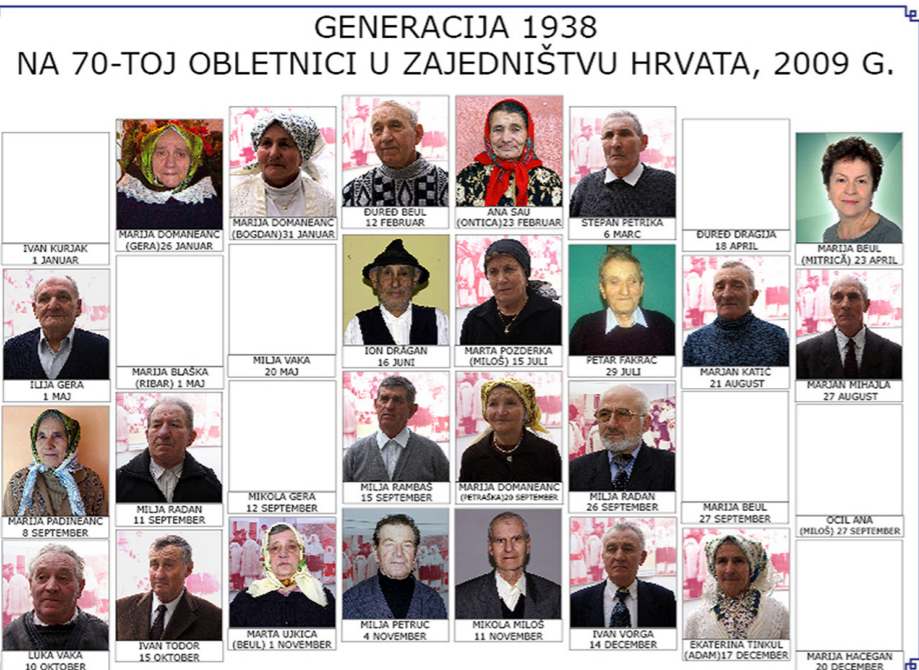 GENERACIJA 1938
NA 70-TOJ OBLETNICI U ZAJEDNIŠTVU HRVATA, 2009 G.
IVAN KURJAK
1 JANUAR
MARIJA DOMANEANC
(GERA)26 JANUAR
MARIJA DOMANEANC
(BOGDAN)31 JANUAR
ĐURED BEUL
12 FEBRUAR
ANA SAU
(ONTICA)23 FEBRUAR
STEPAN PETRIKA
6 MARC
ĐURED DRAGIJA
18 APRIL
MARIJA BEUL
(MITRICĂ) 23 APRIL
ILIJA GERA
1 MAJ
MARIJA BLAŠKA
(RIBAR) 1 MAJ
MILJA VAKA
20 MAJ
ION DRĂGAN
16 JUNI
MARTA POZDERKA
(MILOŠ) 15 JULI
PETAR FAKRAČ
29 JULI
MARJAN KATIĆ
21 AUGUST
MARJAN MIHAJLA
27 AUGUST
MARIJA PADINEANC
8 SEPTEMBER
MILJA RADAN
11 SEPTEMBER
MIKOLA GERA
12 SEPTEMBER
MILJA RAMBAŠ
15 SEPTEMBER
MARIJA DOMANEANC
(PETRAŠKA)20 SEPTEMBER
MILJA RADAN
26 SEPTEMBER
MARIJA BEUL
27 SEPTEMBER
OCIL ANA
(MILOŠ) 27 SEPTEMBER
LUKA VAKA
10 OKTOBER
IVAN TODOR
15 OKTOBER
MARTA UJKICA
(BEUL) 1 NOVEMBER
MILJA PETRUC
4 NOVEMBER
MIKOLA MILOŠ
11 NOVEMBER
IVAN VORGA
14 DECEMBER
EKATERINA TINKUL
(ADAM)17 DECEMBER
MARIJA HACEGAN
20 DECEMBER